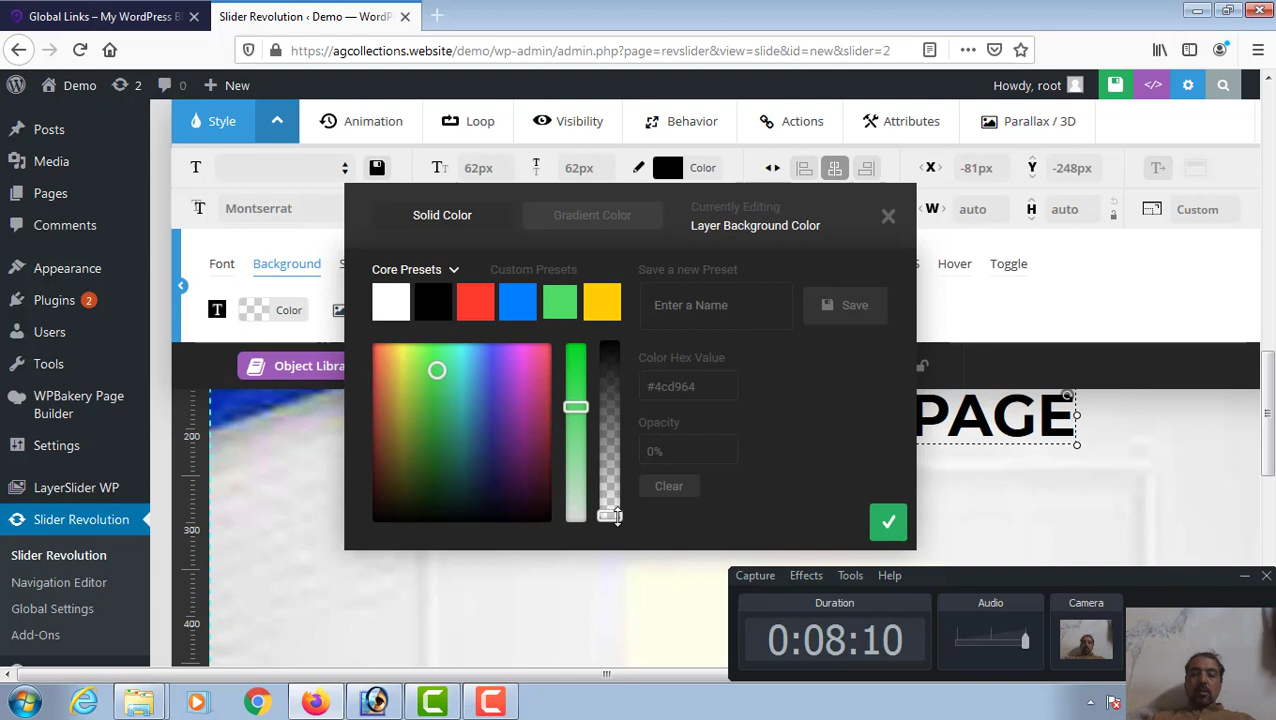 Global Links – My WordPress B
Slider Revolution ‹ Demo — WordP
https://agcollections.website/demo/wp-admin/admin.php?page=revslider&view=slide&id=new&slider=2
Demo 2 0 New Howdy, root
Posts
Media
Pages
Comments
Appearance
Plugins 2
Users
Tools
WPBakery Page
Builder
Settings
LayerSlider WP
Slider Revolution
Slider Revolution
Navigation Editor
Global Settings
Add-Ons
Style Animation Loop Visibility Behavior Actions Attributes Parallax / 3D
62px 62px Color X -81px Y -248px
Montserrat W auto H auto Custom
Font Background Hover Toggle
Color
Object Libra
Solid Color Gradient Color
Currently Editing
Layer Background Color
Core Presets Custom Presets Save a new Preset
Enter a Name Save
Color Hex Value
#4cd964
Opacity
0%
Clear
PAGE
200
300
400
Capture Effects Tools Help
Duration Audio Camera
0:08:10